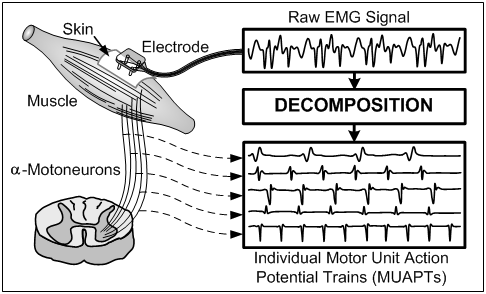 Raw EMG Signal
Skin
Electrode
Muscle
DECOMPOSITION
α-Motoneurons
Individual Motor Unit Action
Potential Trains (MUAPTs)